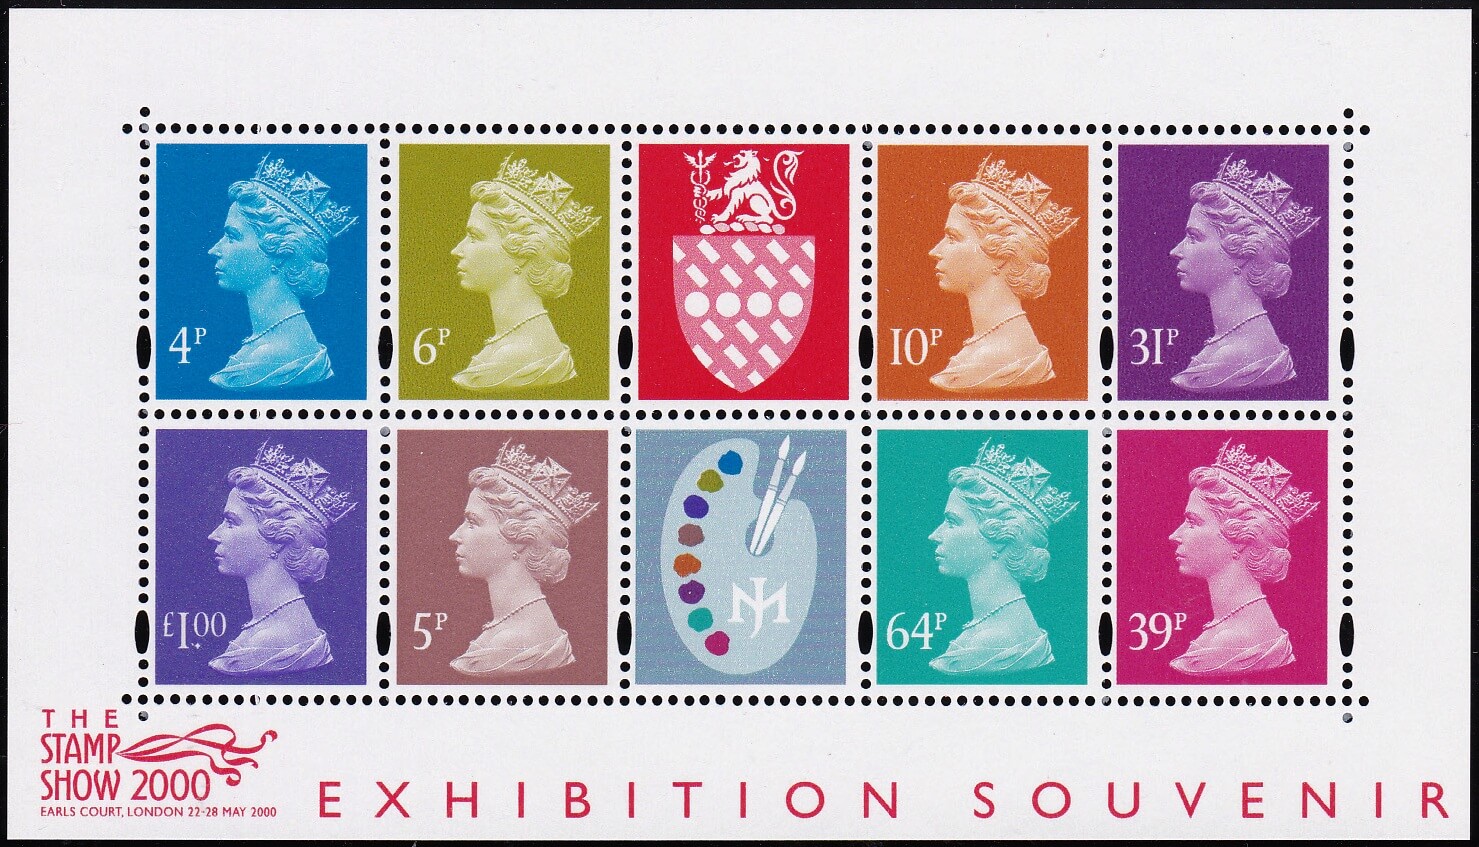 4P
6P
10P
31P
£1.00
5P
JM
64P
39P
THE
STAMP
SHOW 2000
EARLS COURT, LONDON 22-28 MAY 2000
EXHIBITION SOUVENIR